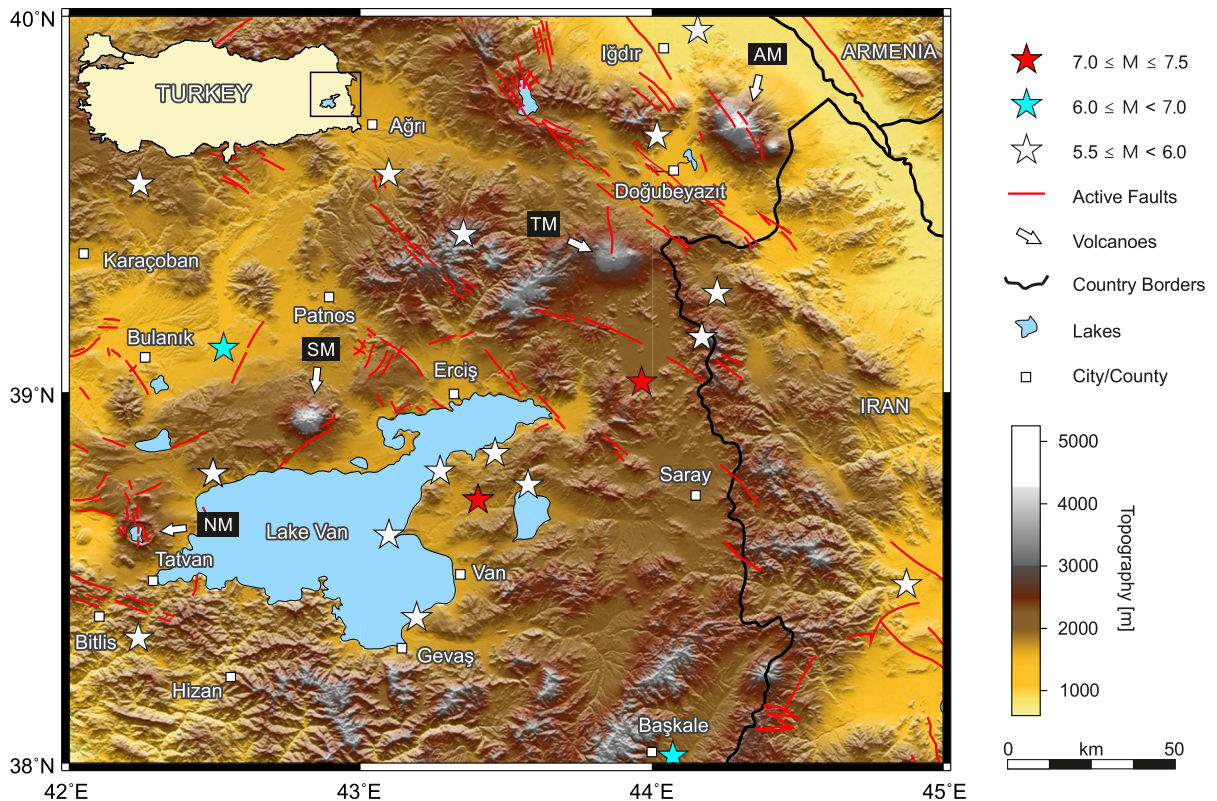 40°N
39°N
38°N
42°E
43°E
44°E
45°E
TURKEY
Iğdır
AM
ARMENIA
Ağrı
Doğubeyazıt
TM
Karaçoban
Patnos
Bulanık
SM
Erciş
IRAN
Saray
NM
Lake Van
Tatvan
Van
Bitlis
Gevaş
Hizan
Başkale
7.0 ≤ M ≤ 7.5
6.0 ≤ M < 7.0
5.5 ≤ M < 6.0
Active Faults
Volcanoes
Country Borders
Lakes
City/County
5000
4000
3000
2000
1000
Topography [m]
0 km 50